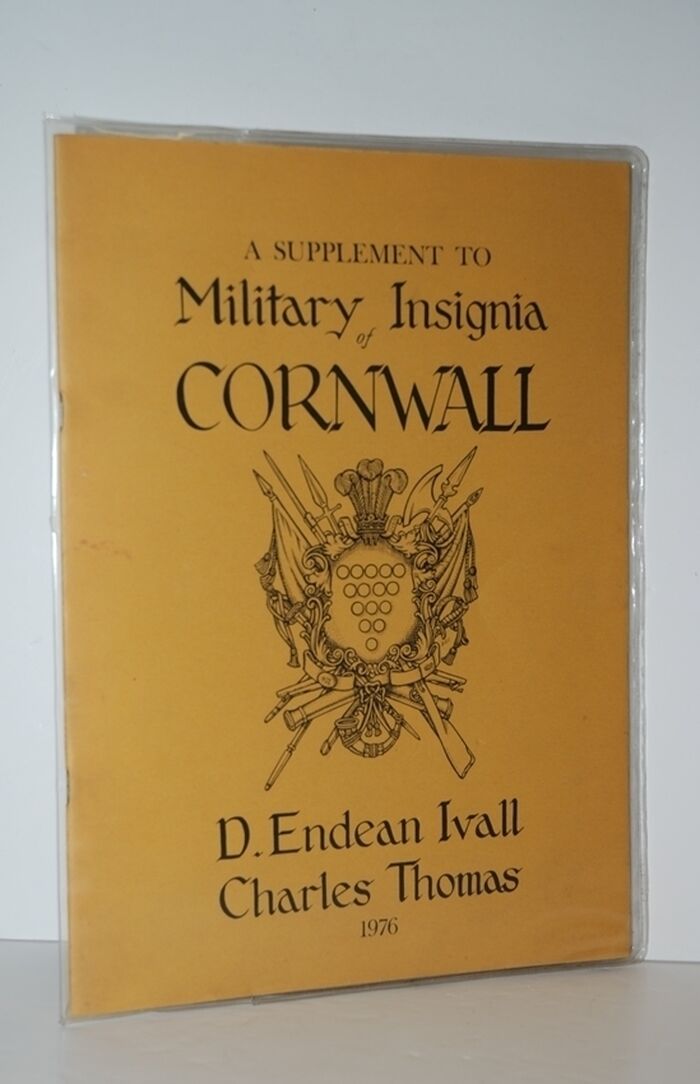 A SUPPLEMENT TO
Military Insignia
of
CORNWALL
D. Endean Ivall
Charles Thomas
1976